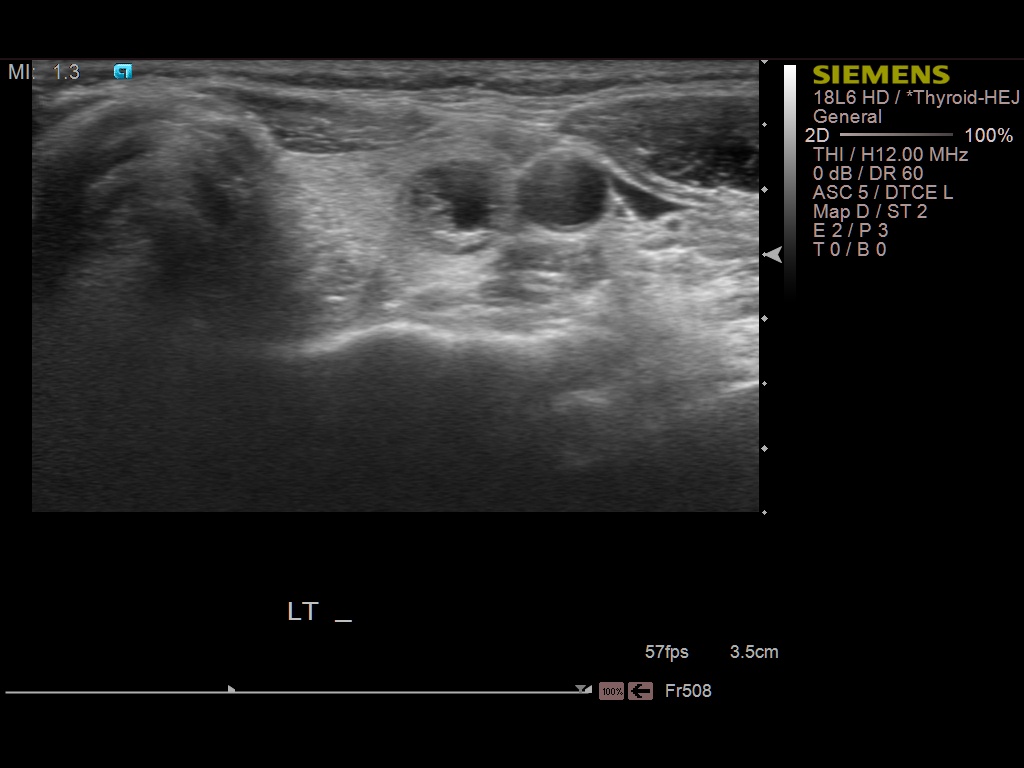 MI: 1.3
SIEMENS
18L6 HD / *Thyroid-HEJ
General
2D 100%
THI / H12.00 MHz
0 dB / DR 60
ASC 5 / DTCE L
Map D / ST 2
E 2 / P 3
T 0 / B 0
LT _
57fps 3.5cm
100% Fr508